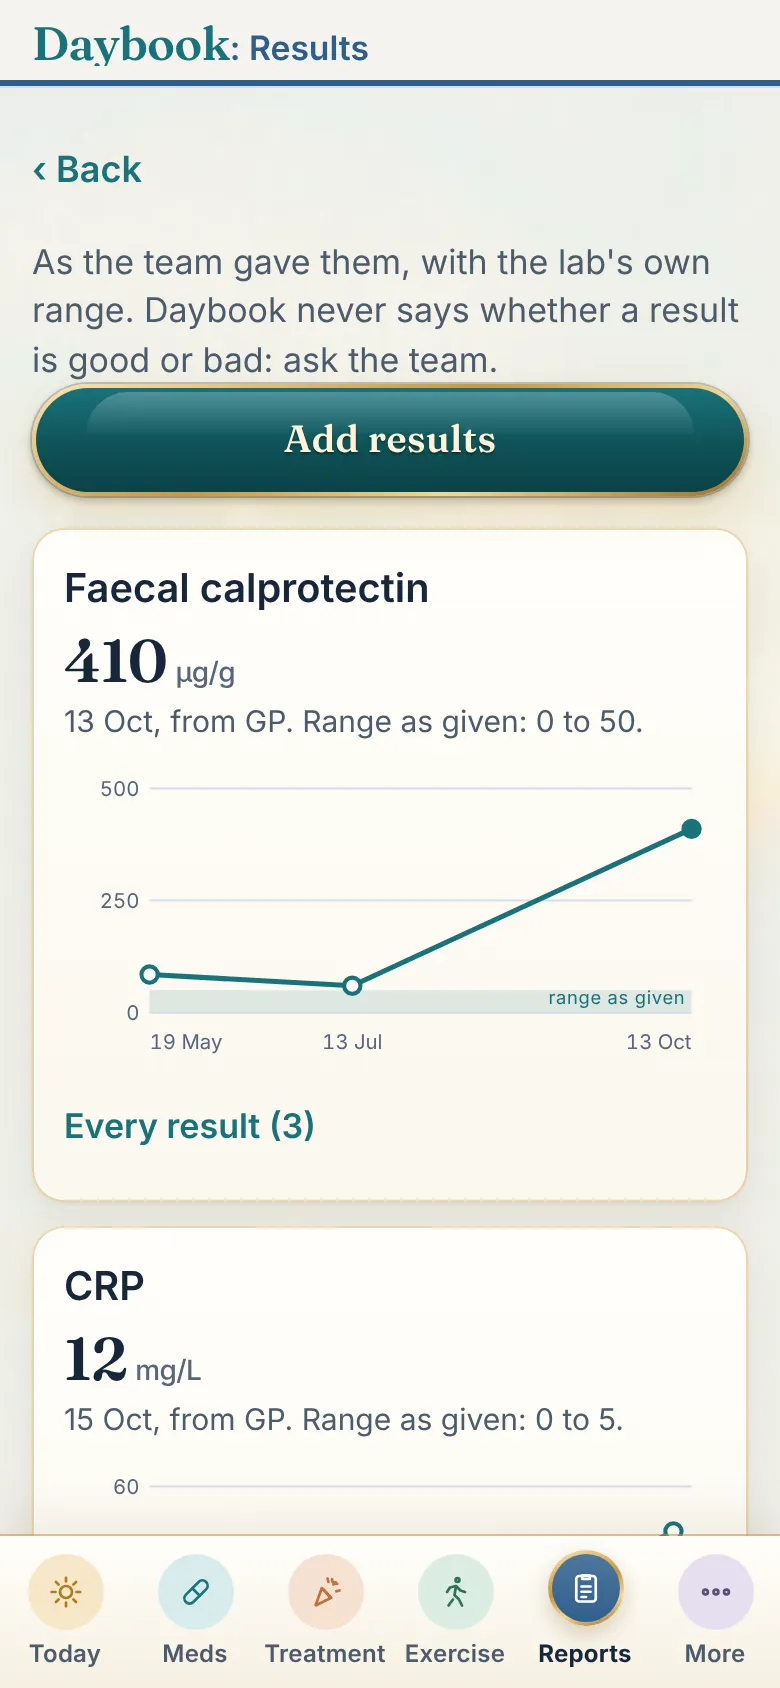 Daybook: Results
‹ Back
As the team gave them, with the lab's own
range. Daybook never says whether a result
is good or bad: ask the team.
Add results
Faecal calprotectin
410 µg/g
13 Oct, from GP. Range as given: 0 to 50.
500
250
range as given
0
19 May 13 Jul 13 Oct
Every result (3)
CRP
12 mg/L
15 Oct, from GP. Range as given: 0 to 5.
60
Today Meds Treatment Exercise Reports More